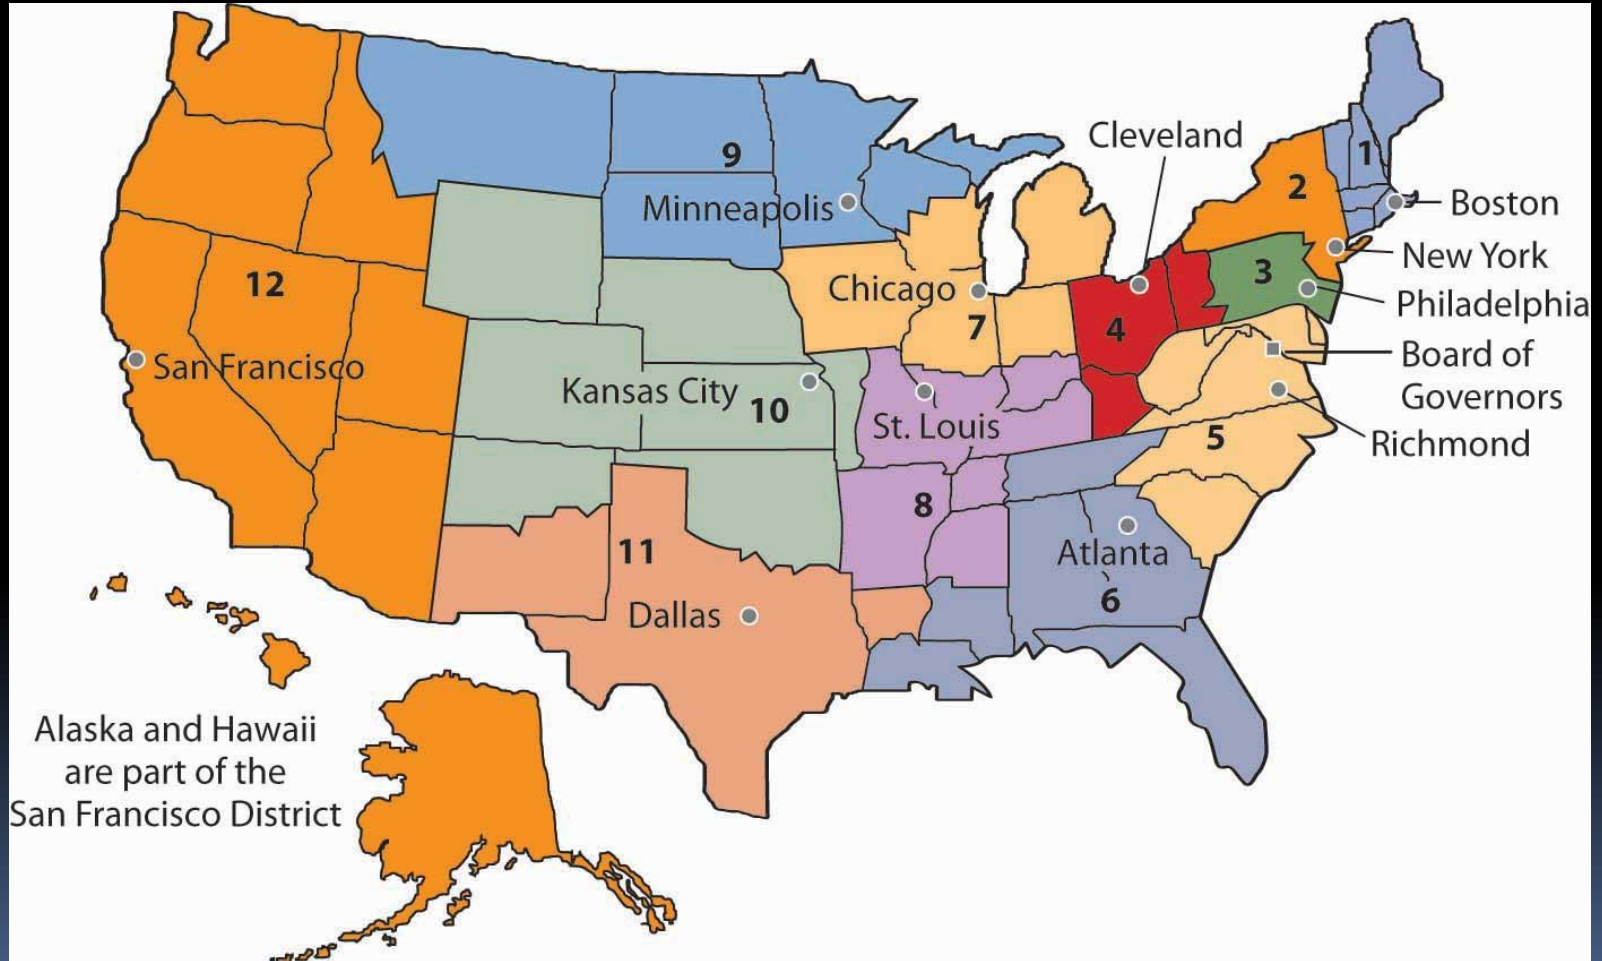 Cleveland
1
9
2
Minneapolis
Boston
New York
12
3
Chicago
Philadelphia
7
4
San Francisco
Board of
Governors
Kansas City
10
St. Louis
5
Richmond
8
11
Atlanta
6
Dallas
Alaska and Hawaii
are part of the
San Francisco District